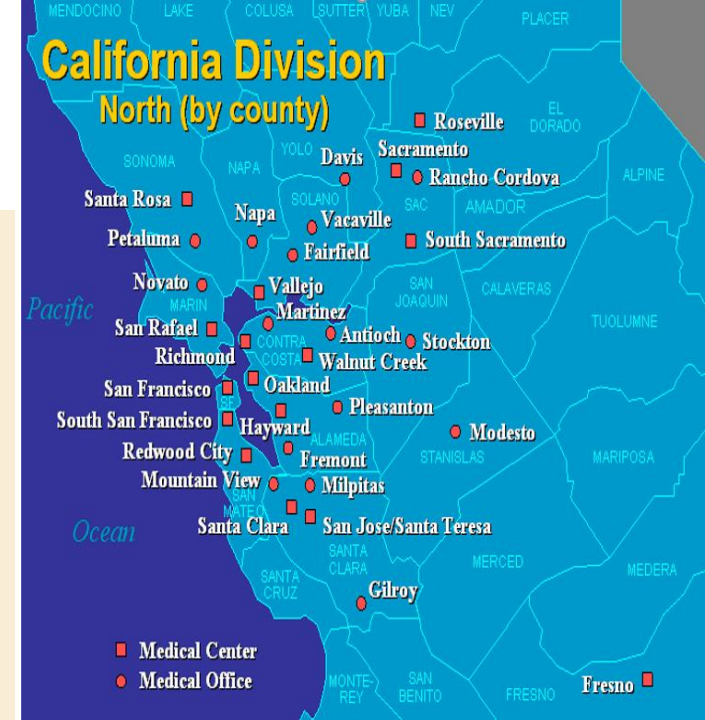 MENDOCINO LAKE COLUSA SUTTER YUBA NEV
PLACER
California Division
North (by county)
EL
DORADO
Roseville
YOLO
Davis
Sacramento
SONOMA
NAPA
Rancho Cordova
ALPINE
Santa Rosa
SOLANO
SAC
AMADOR
Napa
Vacaville
Petaluma
Fairfield
South Sacramento
Novato
Vallejo
SAN
JOAQUIN
CALAVERAS
MARIN
Pacific
Martinez
TUOLUMNE
San Rafael
Antioch
Stockton
Richmond
CONTRA
COSTA
Walnut Creek
San Francisco
Oakland
SF
Pleasanton
South San Francisco
Hayward
Modesto
ALAMEDA
Redwood City
Fremont
STANISLAS
MARIPOSA
Mountain View
Milpitas
SAN
MATEO
Santa Clara
San Jose/Santa Teresa
Ocean
SANTA
CLARA
MERCED
MEDERA
SANTA
CRUZ
Gilroy
Medical Center
Medical Office
MONTE-
REY
SAN
BENITO
FRESNO
Fresno